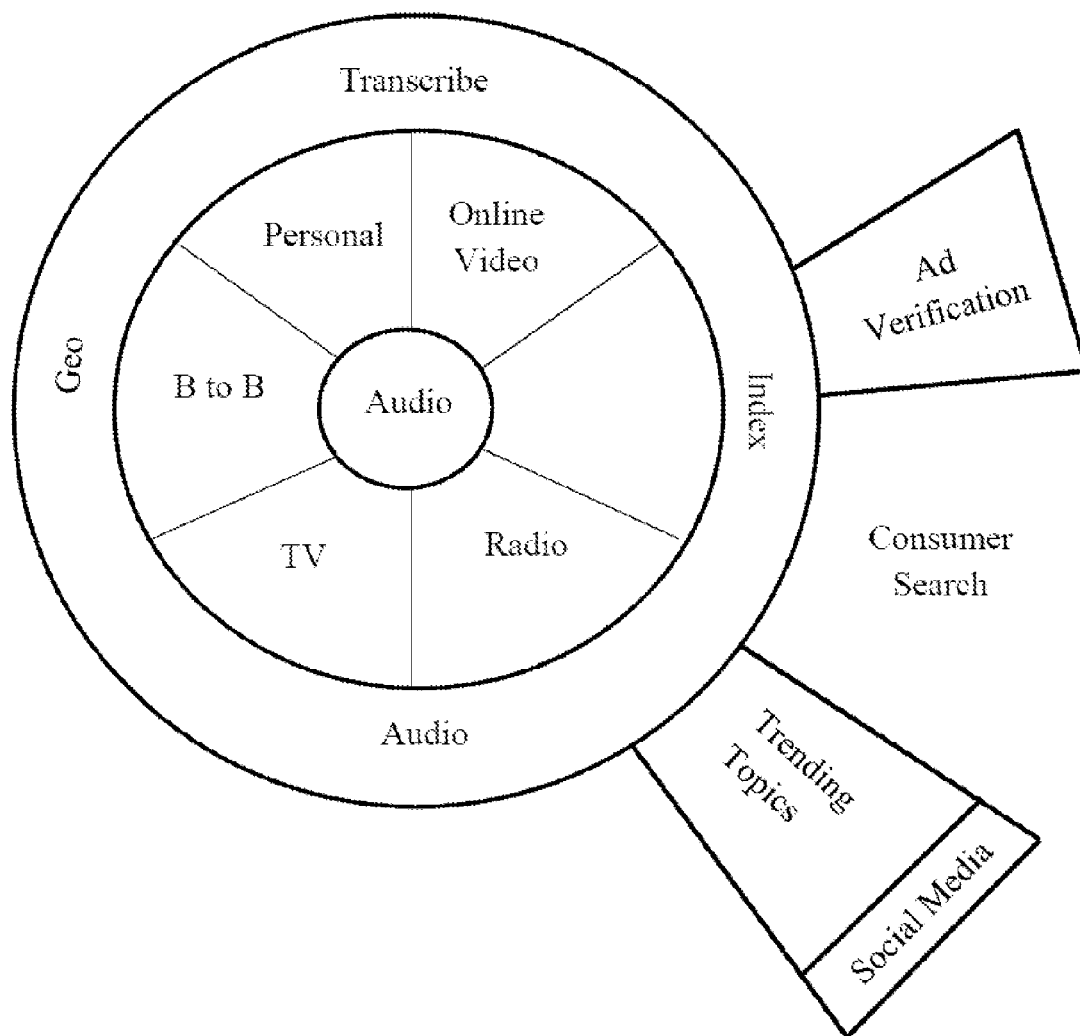 Transcribe
Personal
Online
Video
Geo
B to B
Audio
Index
Ad
Verification
TV
Radio
Consumer
Search
Audio
Trending
Topics
Social Media